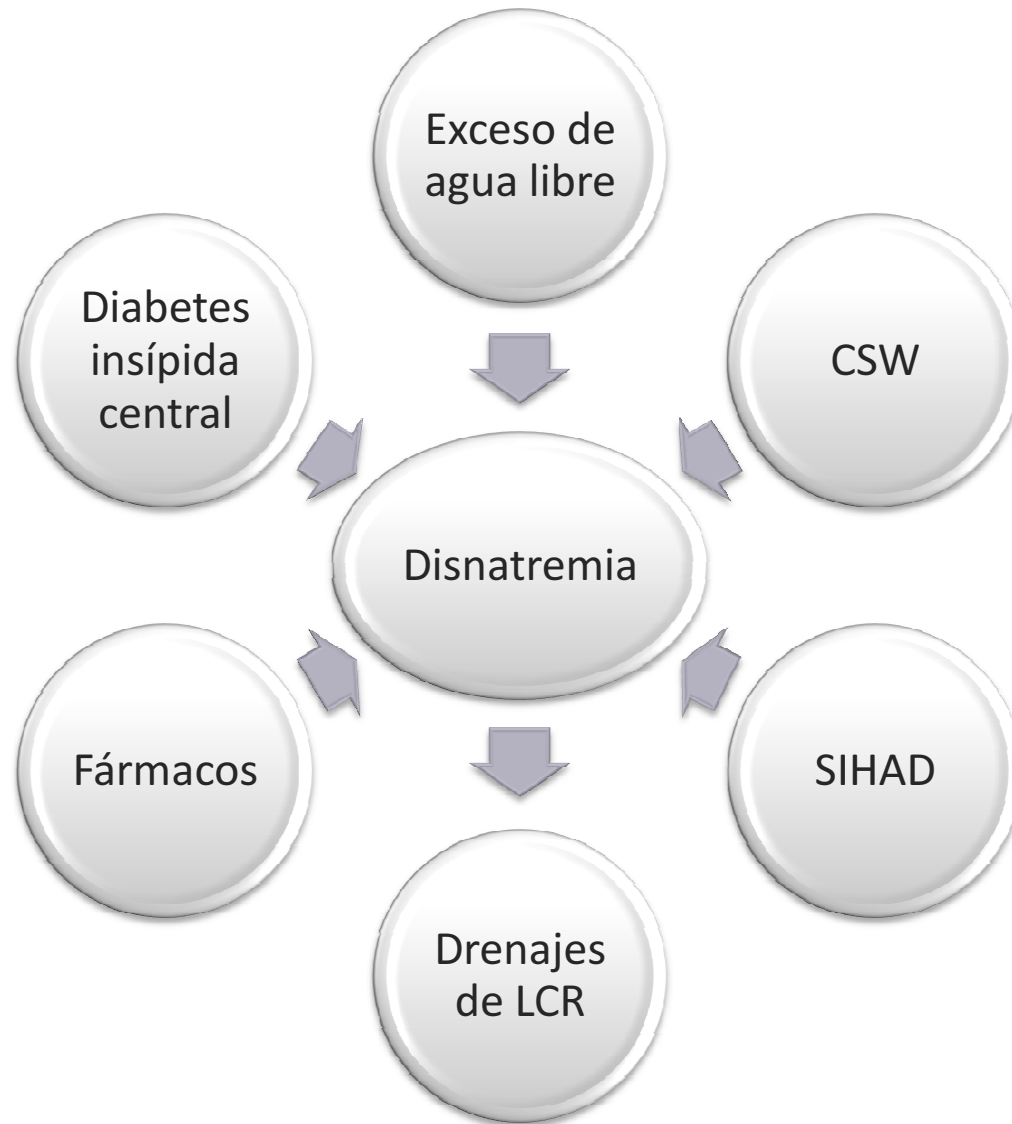 Exceso de
agua libre
Diabetes
insípida
central
CSW
Disnatremia
Fármacos
SIHAD
Drenajes
de LCR